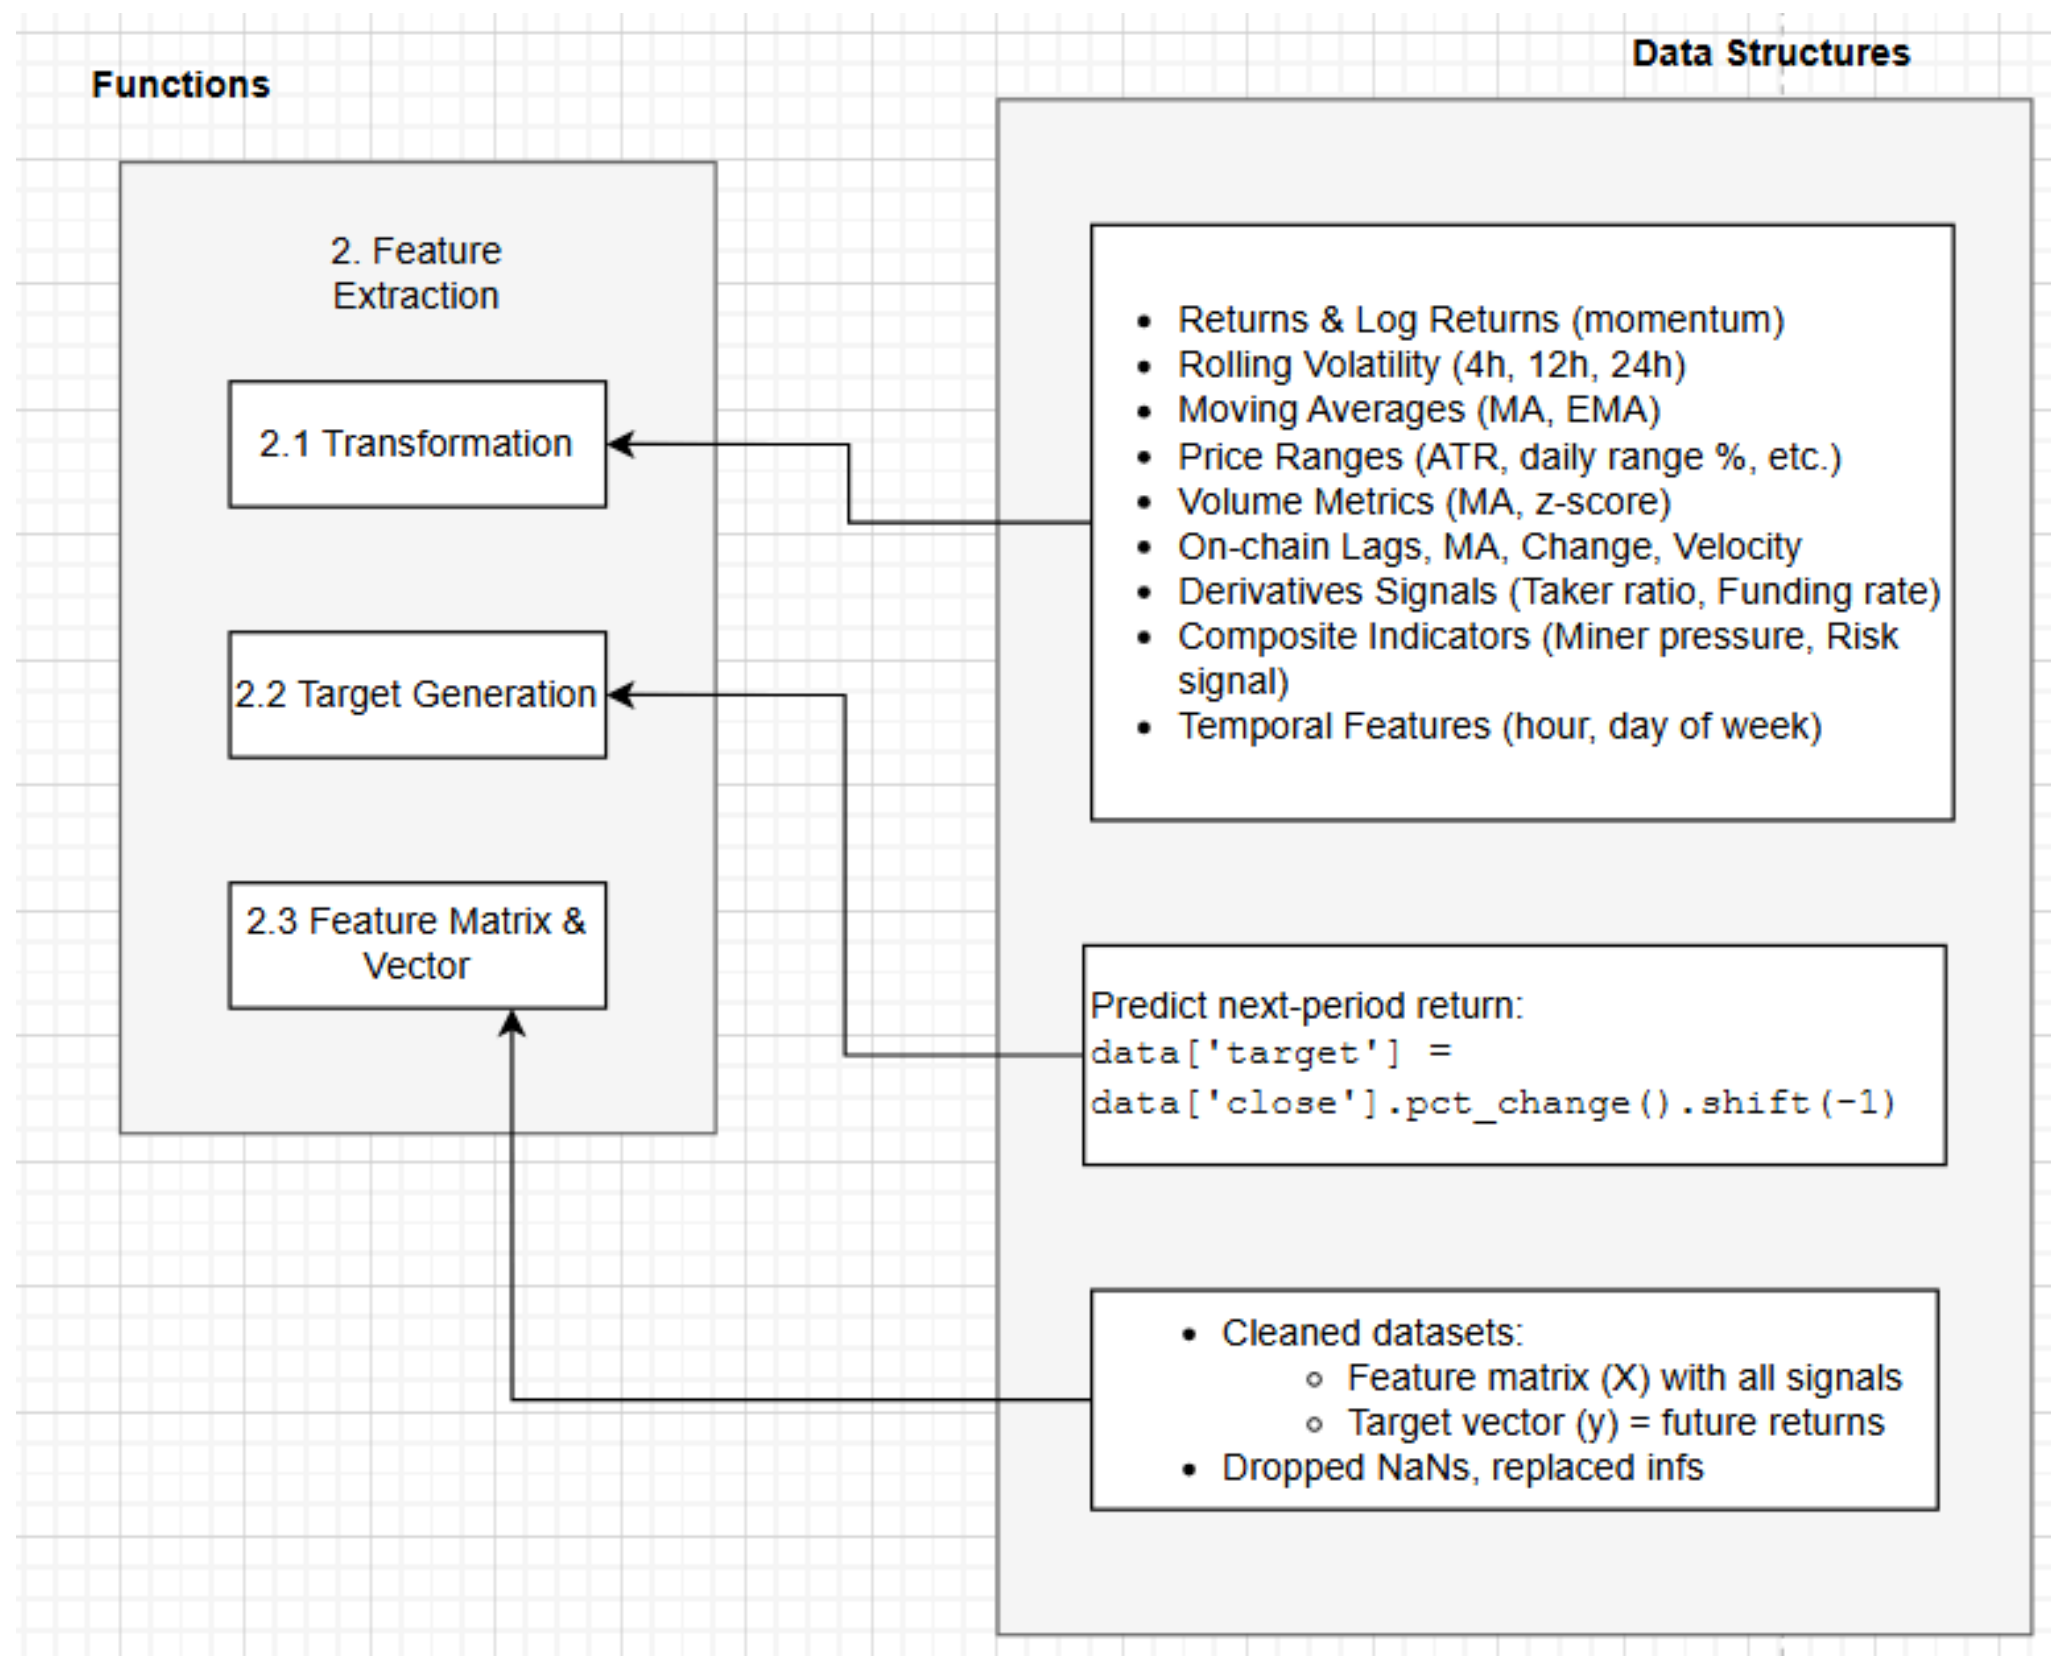 Functions
2. Feature
Extraction
2.1 Transformation
2.2 Target Generation
2.3 Feature Matrix &
Vector
Data Structures
• Returns & Log Returns (momentum)
• Rolling Volatility (4h, 12h, 24h)
• Moving Averages (MA, EMA)
• Price Ranges (ATR, daily range %, etc.)
• Volume Metrics (MA, z-score)
• On-chain Lags, MA, Change, Velocity
• Derivatives Signals (Taker ratio, Funding rate)
• Composite Indicators (Miner pressure, Risk
signal)
• Temporal Features (hour, day of week)
Predict next-period return:
data['target'] =
data['close'].pct_change().shift(-1)
• Cleaned datasets:
○ Feature matrix (X) with all signals
○ Target vector (y) = future returns
• Dropped NaNs, replaced infs